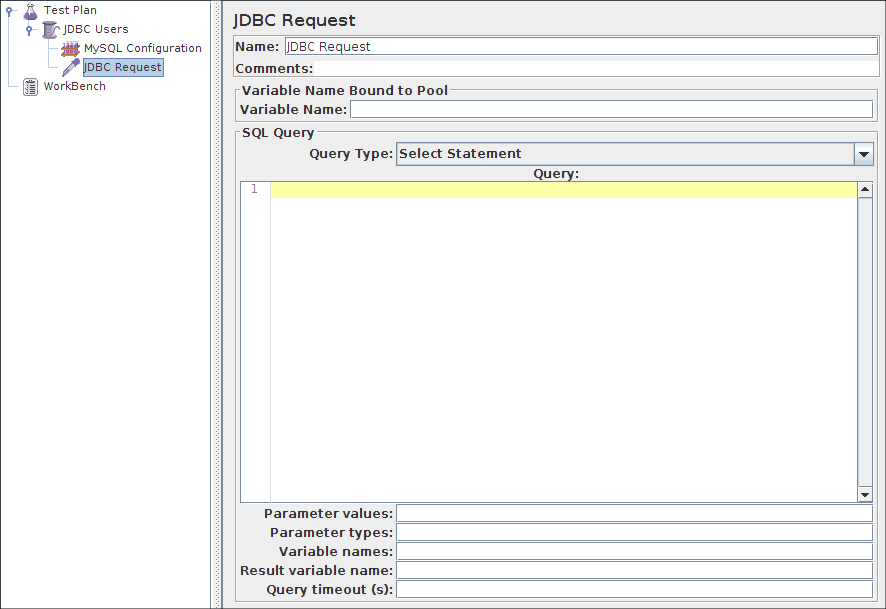 Test Plan
JDBC Users
MySQL Configuration
JDBC Request
WorkBench
JDBC Request
Name: JDBC Request
Comments:
Variable Name Bound to Pool
Variable Name:
SQL Query
Query Type: Select Statement
Query:
1
Parameter values:
Parameter types:
Variable names:
Result variable name:
Query timeout (s):